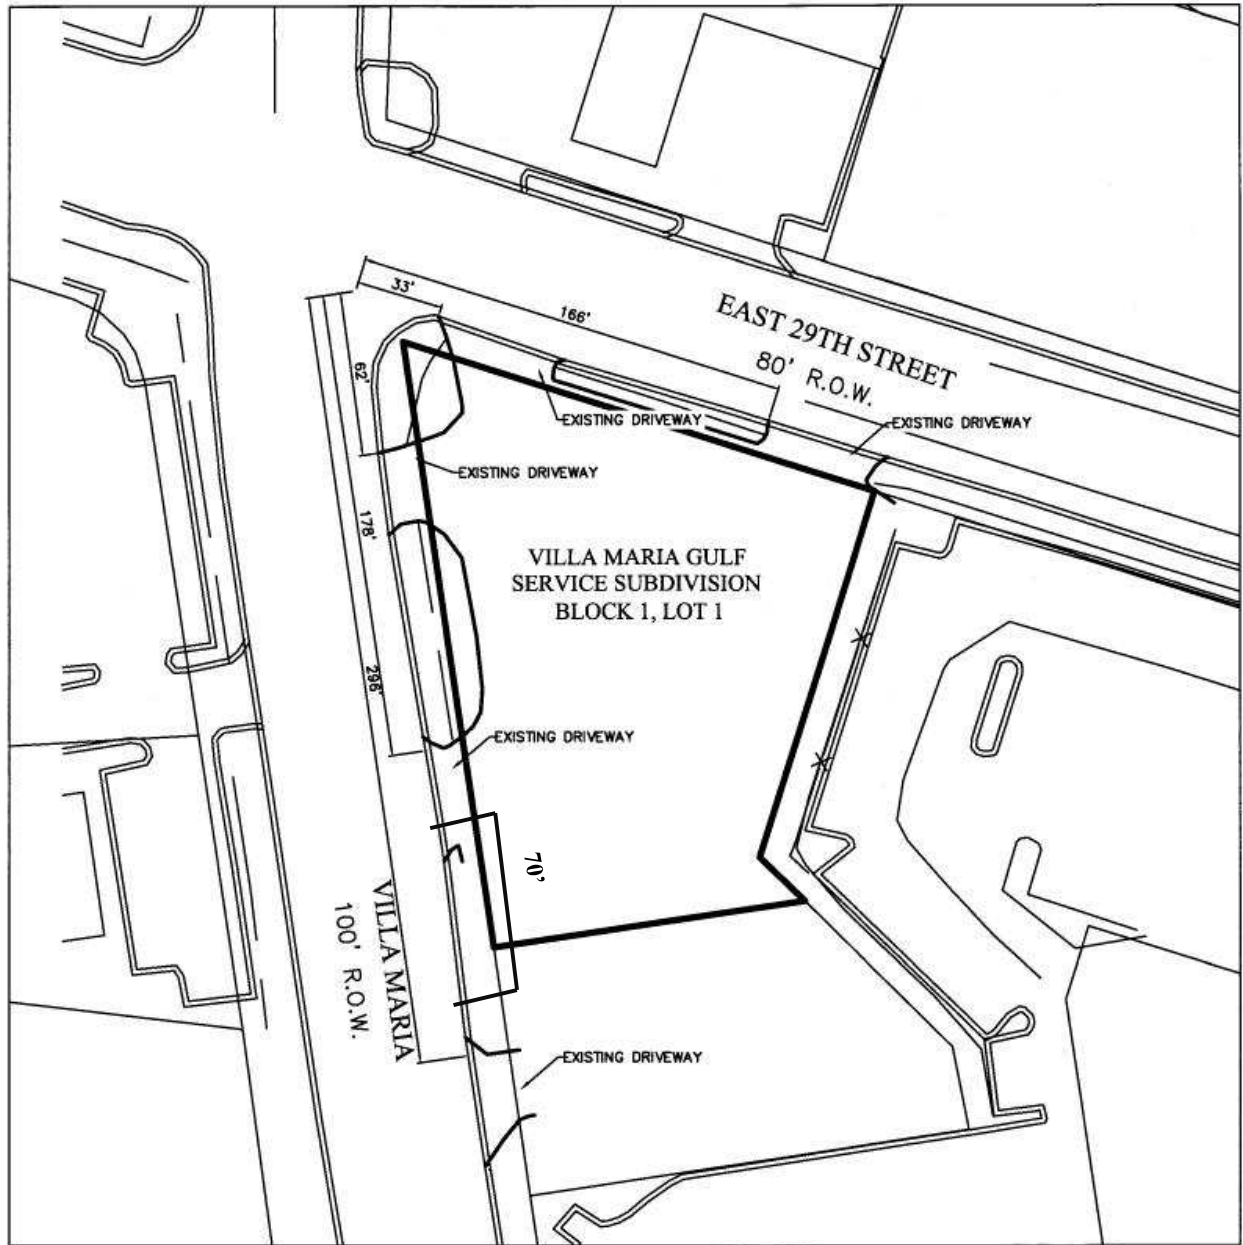 33'
166'
EAST 29TH STREET
80' R.O.W.
62'
EXISTING DRIVEWAY
EXISTING DRIVEWAY
EXISTING DRIVEWAY
178'
VILLA MARIA GULF
SERVICE SUBDIVISION
BLOCK 1, LOT 1
296'
EXISTING DRIVEWAY
70'
VILLA MARIA
100' R.O.W.
EXISTING DRIVEWAY